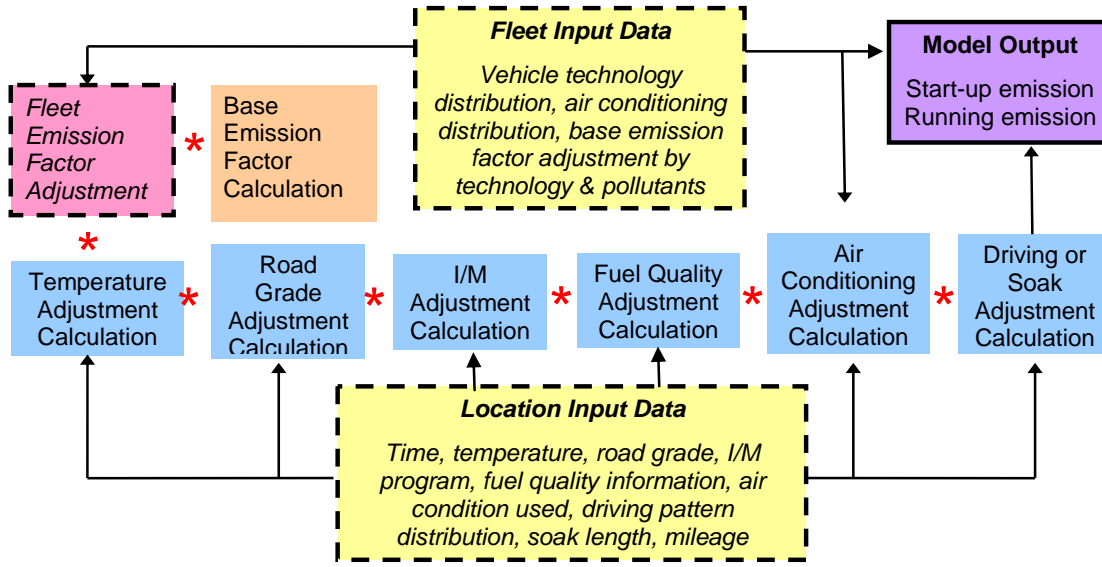 Fleet Input Data
Vehicle technology
distribution, air conditioning
distribution, base emission
factor adjustment by
technology & pollutants
Model Output
Start-up emission
Running emission
Fleet
Emission
Factor
Adjustment
*
Base
Emission
Factor
Calculation
*
Temperature
Adjustment
Calculation
*
Road
Grade
Adjustment
Calculation
*
I/M
Adjustment
Calculation
*
Fuel Quality
Adjustment
Calculation
*
Air
Conditioning
Adjustment
Calculation
*
Driving or
Soak
Adjustment
Calculation
Location Input Data
Time, temperature, road grade, I/M
program, fuel quality information, air
condition used, driving pattern
distribution, soak length, mileage